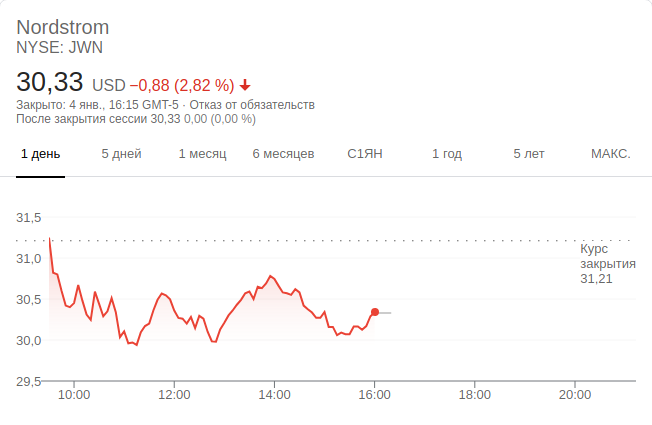 Nordstrom
NYSE: JWN
30,33 USD −0,88 (2,82 %)
Закрыто: 4 янв., 16:15 GMT-5 · Отказ от обязательств
После закрытия сессии 30,33 0,00 (0,00 %)
1 день 5 дней 1 месяц 6 месяцев С1ЯН 1 год 5 лет МАКС.
31,5
Курс
закрытия
31,21
31,0
30,5
30,0
29,5
10:00 12:00 14:00 16:00 18:00 20:00